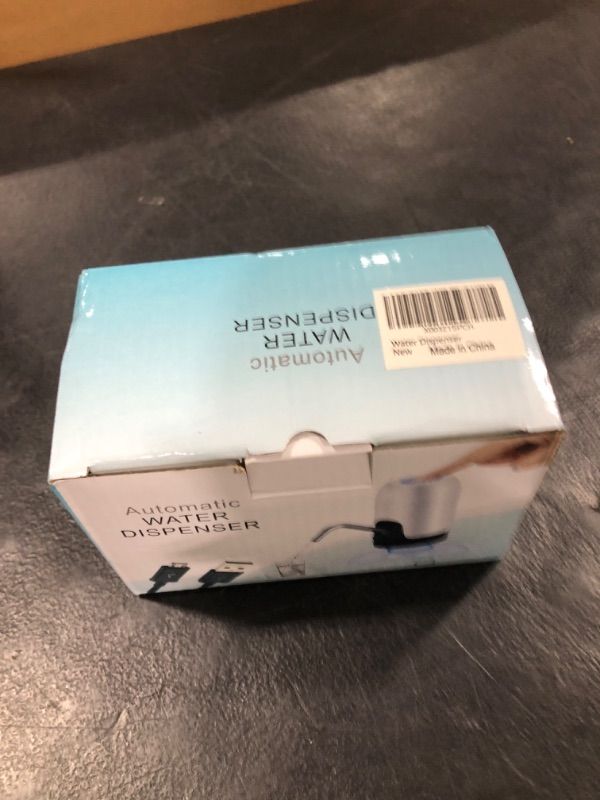 Automatic
WATER
DISPENSER
Water Dispenser
New Made in China
Automatic
WATER
DISPENSER